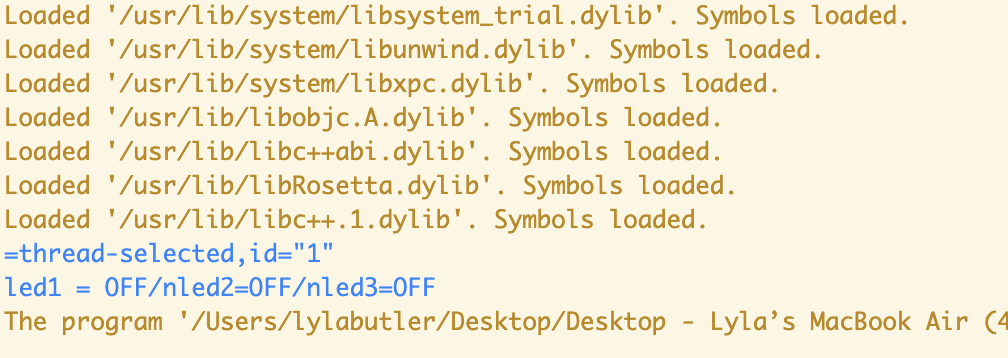 Loaded '/usr/lib/system/libsystem_trial.dylib'. Symbols loaded.
Loaded '/usr/lib/system/libunwind.dylib'. Symbols loaded.
Loaded '/usr/lib/system/libxpc.dylib'. Symbols loaded.
Loaded '/usr/lib/libobjc.A.dylib'. Symbols loaded.
Loaded '/usr/lib/libc++abi.dylib'. Symbols loaded.
Loaded '/usr/lib/libRosetta.dylib'. Symbols loaded.
Loaded '/usr/lib/libc++.1.dylib'. Symbols loaded.
=thread-selected,id="1"
led1 = OFF/nled2=OFF/nled3=OFF
The program '/Users/lylabutler/Desktop/Desktop - Lyla’s MacBook Air (4